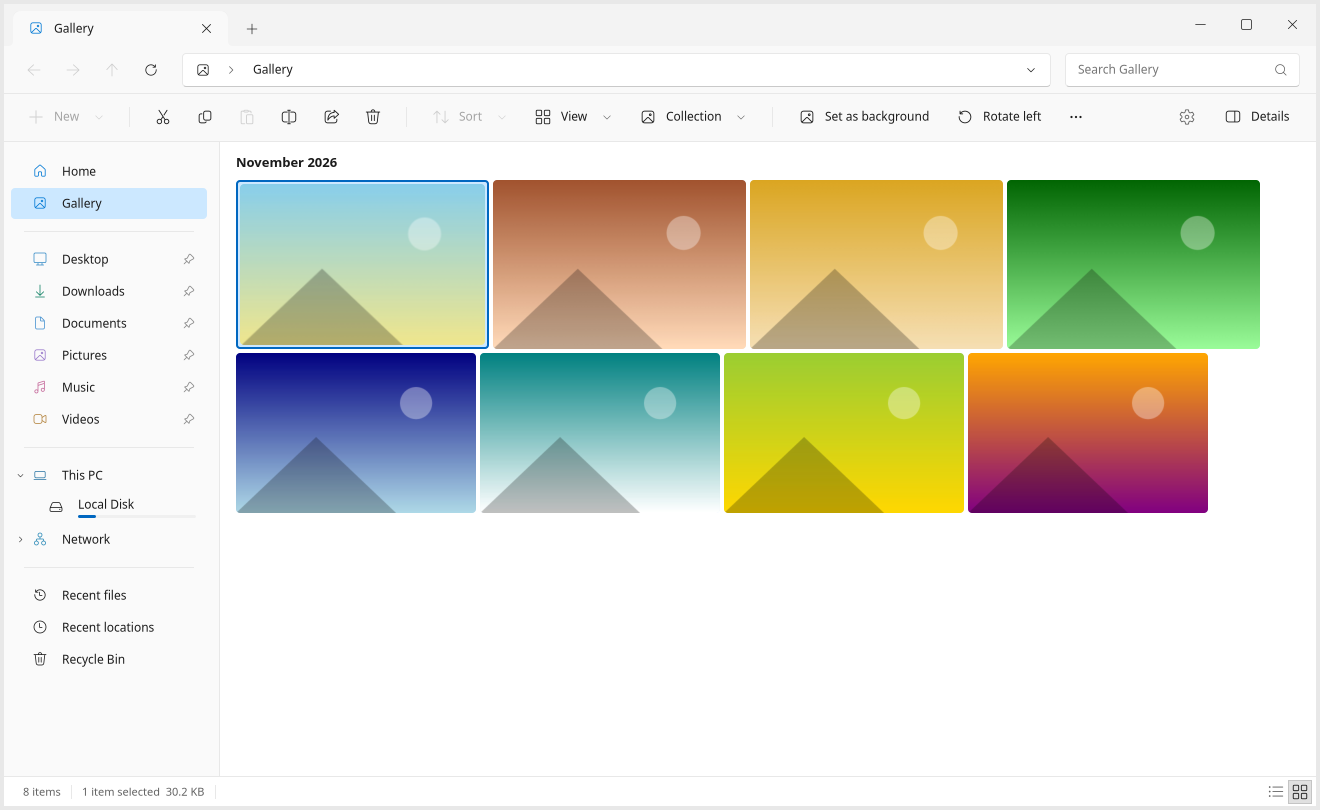 Gallery
Gallery
Search Gallery
New
Sort
View
Collection
Set as background
Rotate left
Details
Home
Gallery
Desktop
Downloads
Documents
Pictures
Music
Videos
This PC
Local Disk
Network
Recent files
Recent locations
Recycle Bin
November 2026
8 items
1 item selected 30.2 KB